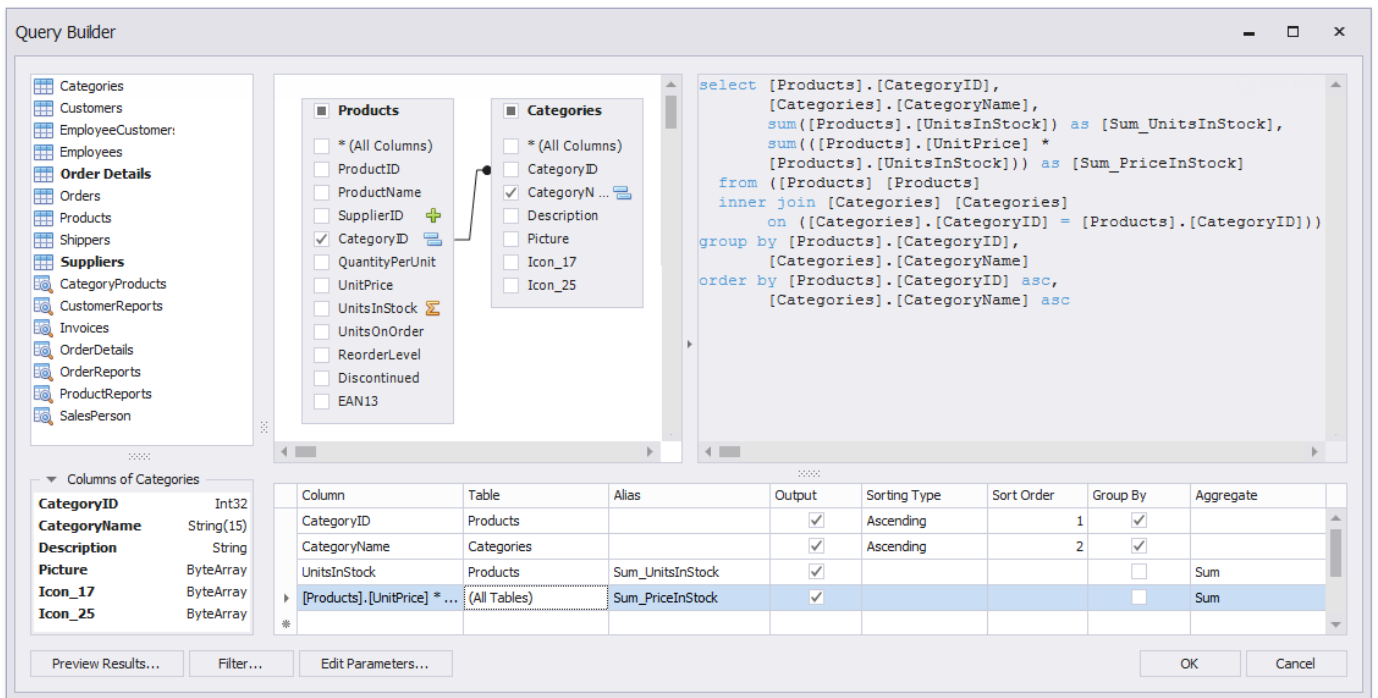 Query Builder
Categories
Customers
EmployeeCustomer
Employees
Order Details
Orders
Products
Shippers
Suppliers
CategoryProducts
CustomerReports
Invoices
OrderDetails
OrderReports
ProductReports
SalesPerson
Columns of Categories
CategoryID Int32
CategoryName String(15)
Description String
Picture ByteArray
Icon_17 ByteArray
Icon_25 ByteArray
Products
* (All Columns)
ProductID
ProductName
SupplierID
CategoryID
QuantityPerUnit
UnitPrice
UnitsInStock
UnitsOnOrder
ReorderLevel
Discontinued
EAN13
Categories
* (All Columns)
CategoryID
CategoryN ...
Description
Picture
Icon_17
Icon_25
select [Products].[CategoryID],
[Categories].[CategoryName],
sum([Products].[UnitsInStock]) as [Sum_UnitsInStock],
sum(([Products].[UnitPrice] *
[Products].[UnitsInStock])) as [Sum_PriceInStock]
from ([Products] [Products]
inner join [Categories] [Categories]
on ([Categories].[CategoryID] = [Products].[CategoryID]))
group by [Products].[CategoryID],
[Categories].[CategoryName]
order by [Products].[CategoryID] asc,
[Categories].[CategoryName] asc
Column Table Alias Output Sorting Type Sort Order Group By Aggregate
CategoryID Products Ascending 1
CategoryName Categories Ascending 2
UnitsInStock Products Sum_UnitsInStock Sum
[Products].[UnitPrice] * ... (All Tables) Sum_PriceInStock Sum
Preview Results... Filter... Edit Parameters... OK Cancel